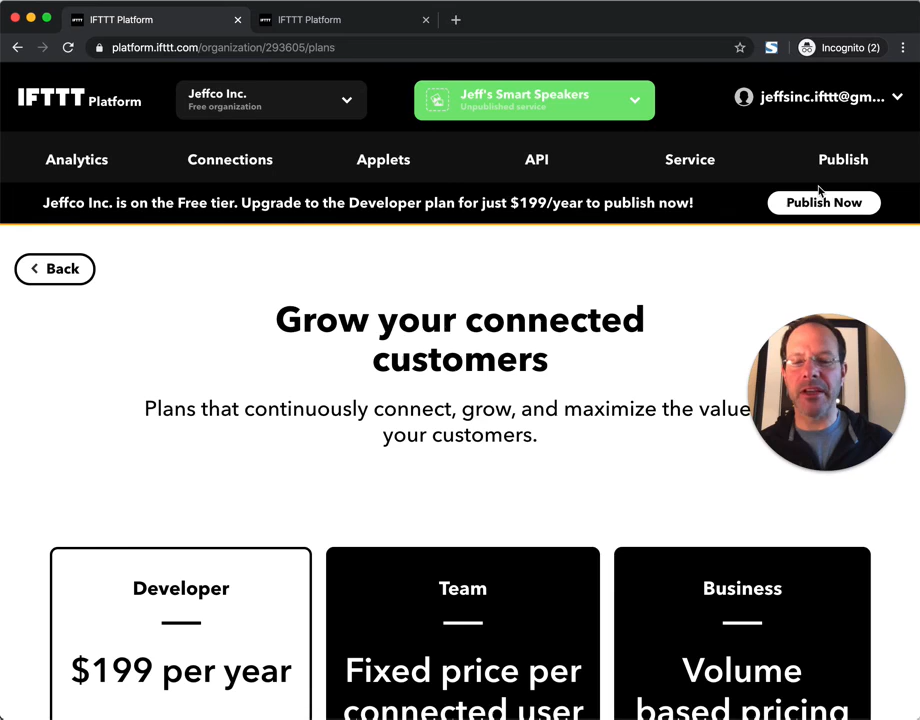 IFTTT Platform
IFTTT Platform
platform.ifttt.com/organization/293605/plans
Incognito (2)
IFTTT Platform
Jeffco Inc.
Free organization
Jeff's Smart Speakers
Unpublished service
jeffsinc.ifttt@gm...
Analytics
Connections
Applets
API
Service
Publish
Jeffco Inc. is on the Free tier. Upgrade to the Developer plan for just $199/year to publish now!
Publish Now
Back
Grow your connected
customers
Plans that continuously connect, grow, and maximize the value
your customers.
Developer
Team
Business
$199 per year
Fixed price per
connected user
Volume
based pricing